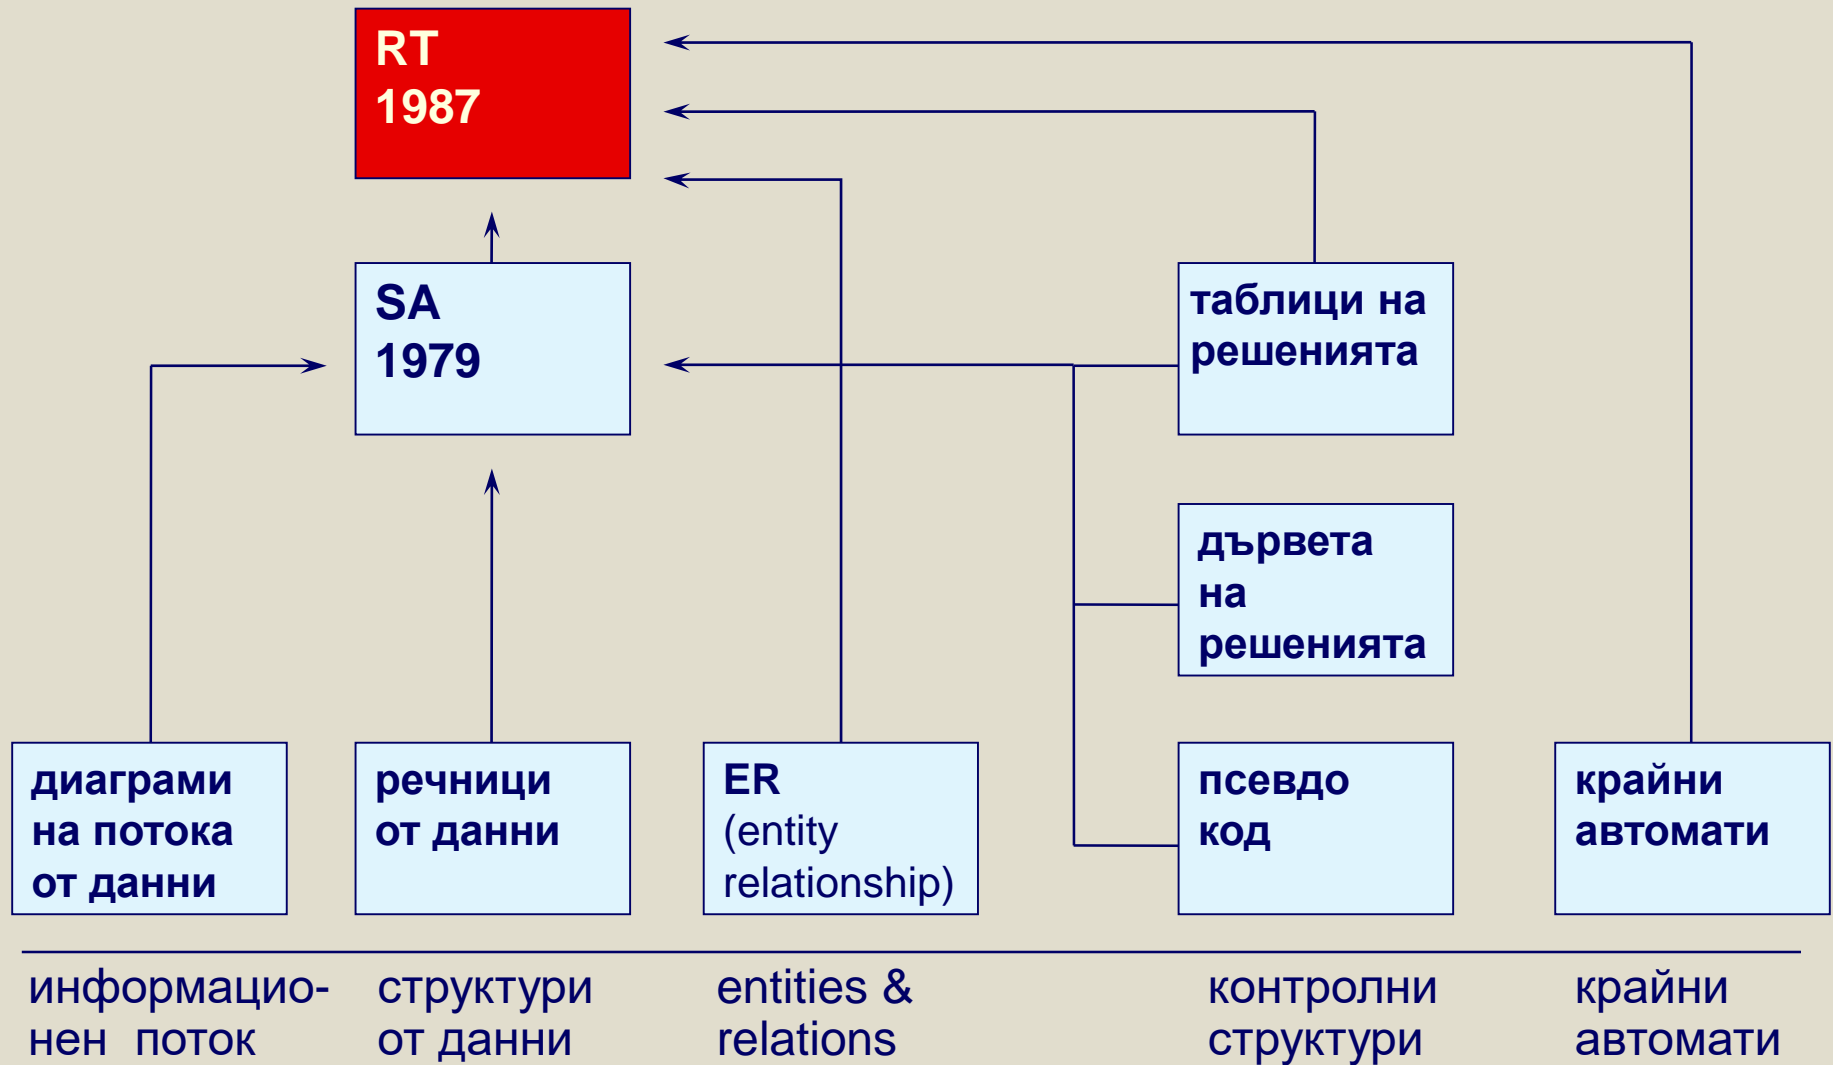 RT
1987
SA
1979
таблици на
решенията
дървета
на
решенията
диаграми
на потока
от данни
речници
от данни
ER
(entity
relationship)
псевдо
код
крайни
автомати
информацио-
нен поток
структури
от данни
entities &
relations
контролни
структури
крайни
автомати